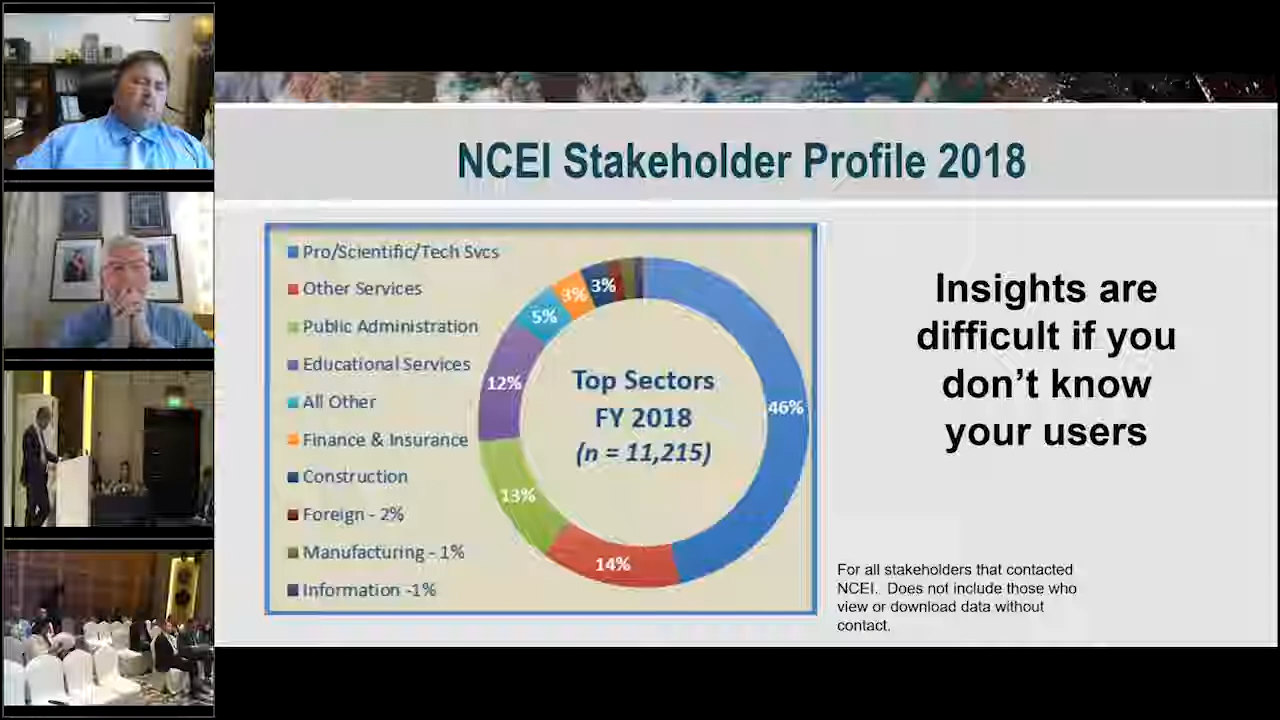 NCEI Stakeholder Profile 2018
Pro/Scientific/Tech Svcs
Other Services
Public Administration
Educational Services
All Other
Finance & Insurance
Construction
Foreign - 2%
Manufacturing - 1%
Information -1%
3%
3%
5%
12%
46%
13%
14%
Top Sectors
FY 2018
(n = 11,215)
Insights are
difficult if you
don't know
your users
For all stakeholders that contacted
NCEI. Does not include those who
view or download data without
contact.